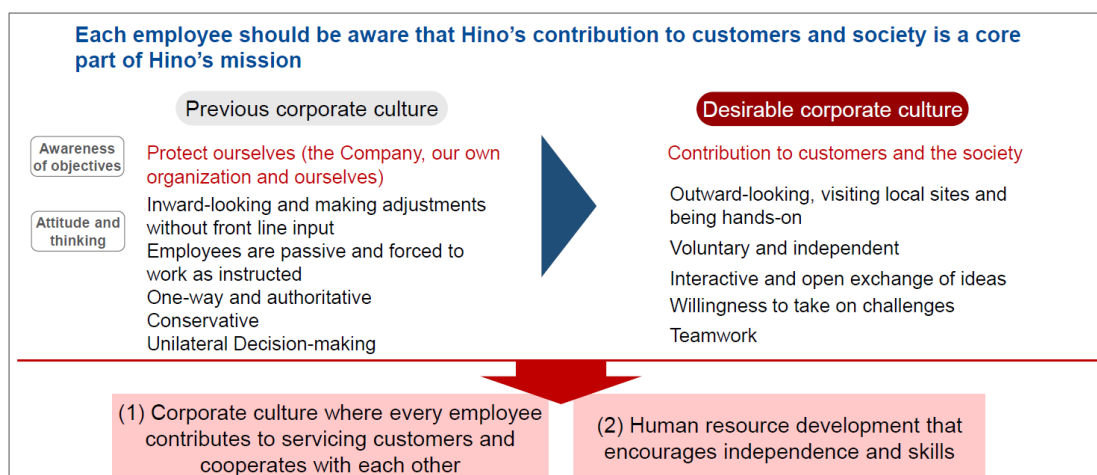 Each employee should be aware that Hino's contribution to customers and society is a core
part of Hino's mission
Previous corporate culture
Desirable corporate culture
Awareness
of objectives
Protect ourselves (the Company, our own
organization and ourselves)
Contribution to customers and the society
Attitude and
thinking
Inward-looking and making adjustments
without front line input
Employees are passive and forced to
work as instructed
One-way and authoritative
Conservative
Unilateral Decision-making
Outward-looking, visiting local sites and
being hands-on
Voluntary and independent
Interactive and open exchange of ideas
Willingness to take on challenges
Teamwork
(1) Corporate culture where every employee
contributes to servicing customers and
cooperates with each other
(2) Human resource development that
encourages independence and skills